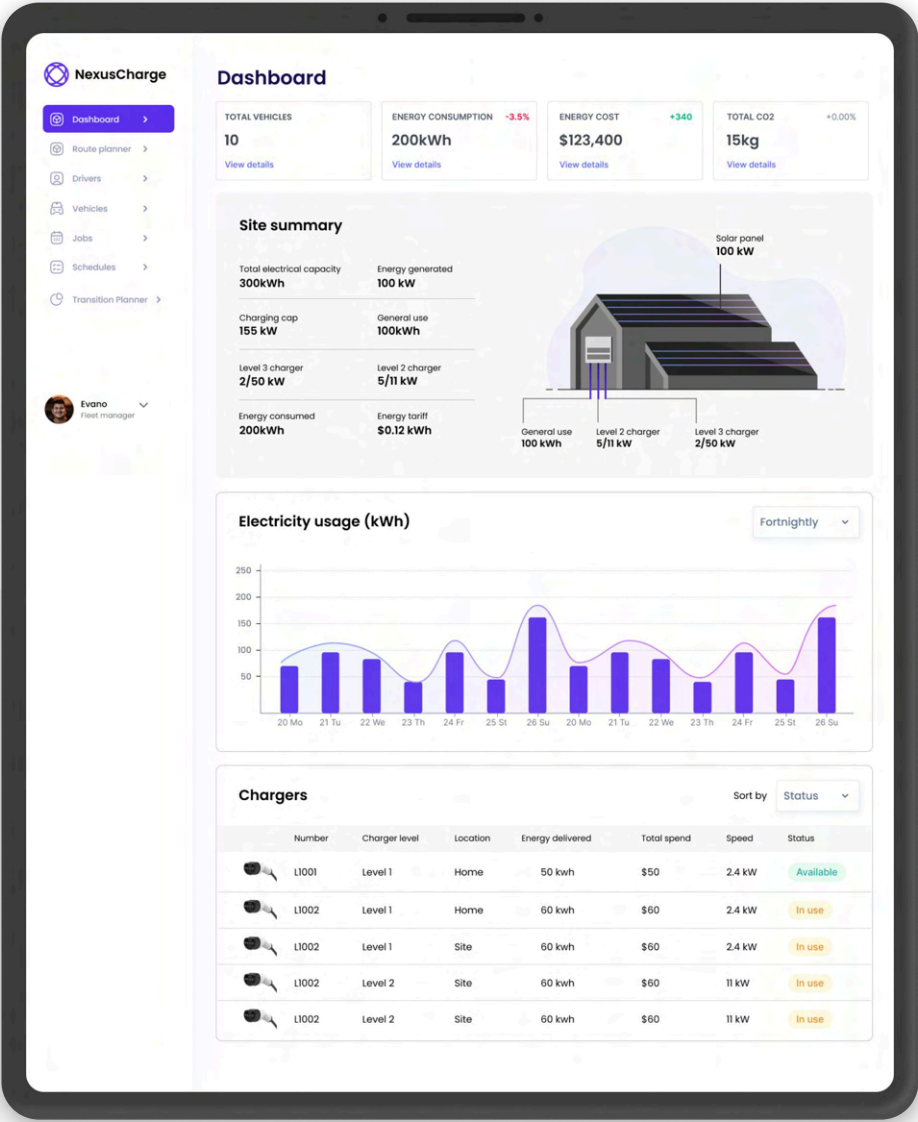 NexusCharge
Dashboard
Route planner
Drivers
Vehicles
Jobs
Schedules
Transition Planner
Evano
Fleet manager
Dashboard
TOTAL VEHICLES
10
View details
ENERGY CONSUMPTION -3.5%
200kWh
View details
ENERGY COST +340
$123,400
View details
TOTAL CO2 +0.00%
15kg
View details
Site summary
Total electrical capacity Energy generated
300kWh 100 kW
Charging cap General use
155 kW 100kWh
Level 3 charger Level 2 charger
2/50 kW 5/11 kW
Energy consumed Energy tariff
200kWh $0.12 kWh
Solar panel
100 kW
General use Level 2 charger Level 3 charger
100 kWh 5/11 kW 2/50 kW
Electricity usage (kWh)
Fortnightly
250
200
150
100
50
20 Mo 21 Tu 22 We 23 Th 24 Fr 25 St 26 Su 20 Mo 21 Tu 22 We 23 Th 24 Fr 25 St 26 Su
Chargers
Sort by Status
Number Charger level Location Energy delivered Total spend Speed Status
L1001 Level 1 Home 50 kwh $50 2.4 kW Available
L1002 Level 1 Home 60 kwh $60 2.4 kW In use
L1002 Level 1 Site 60 kwh $60 2.4 kW In use
L1002 Level 2 Site 60 kwh $60 11 kW In use
L1002 Level 2 Site 60 kwh $60 11 kW In use